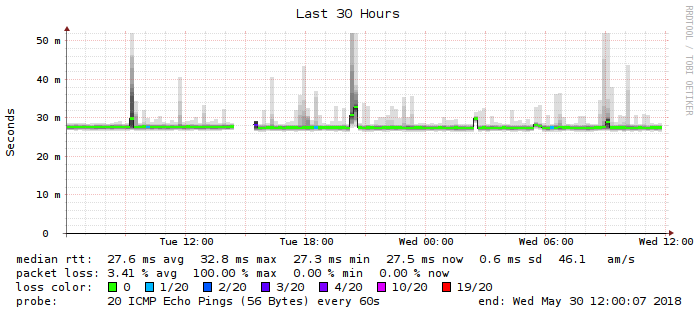 Last 30 Hours
RRDTOOL / TOBI OETIKER
Seconds
50 m
40 m
30 m
20 m
10 m
0
Tue 12:00 Tue 18:00 Wed 00:00 Wed 06:00 Wed 12:00
median rtt: 27.6 ms avg 32.8 ms max 27.3 ms min 27.5 ms now 0.6 ms sd 46.1 am/s
packet loss: 3.41 % avg 100.00 % max 0.00 % min 0.00 % now
loss color: 0 1/20 2/20 3/20 4/20 10/20 19/20
probe: 20 ICMP Echo Pings (56 Bytes) every 60s end: Wed May 30 12:00:07 2018